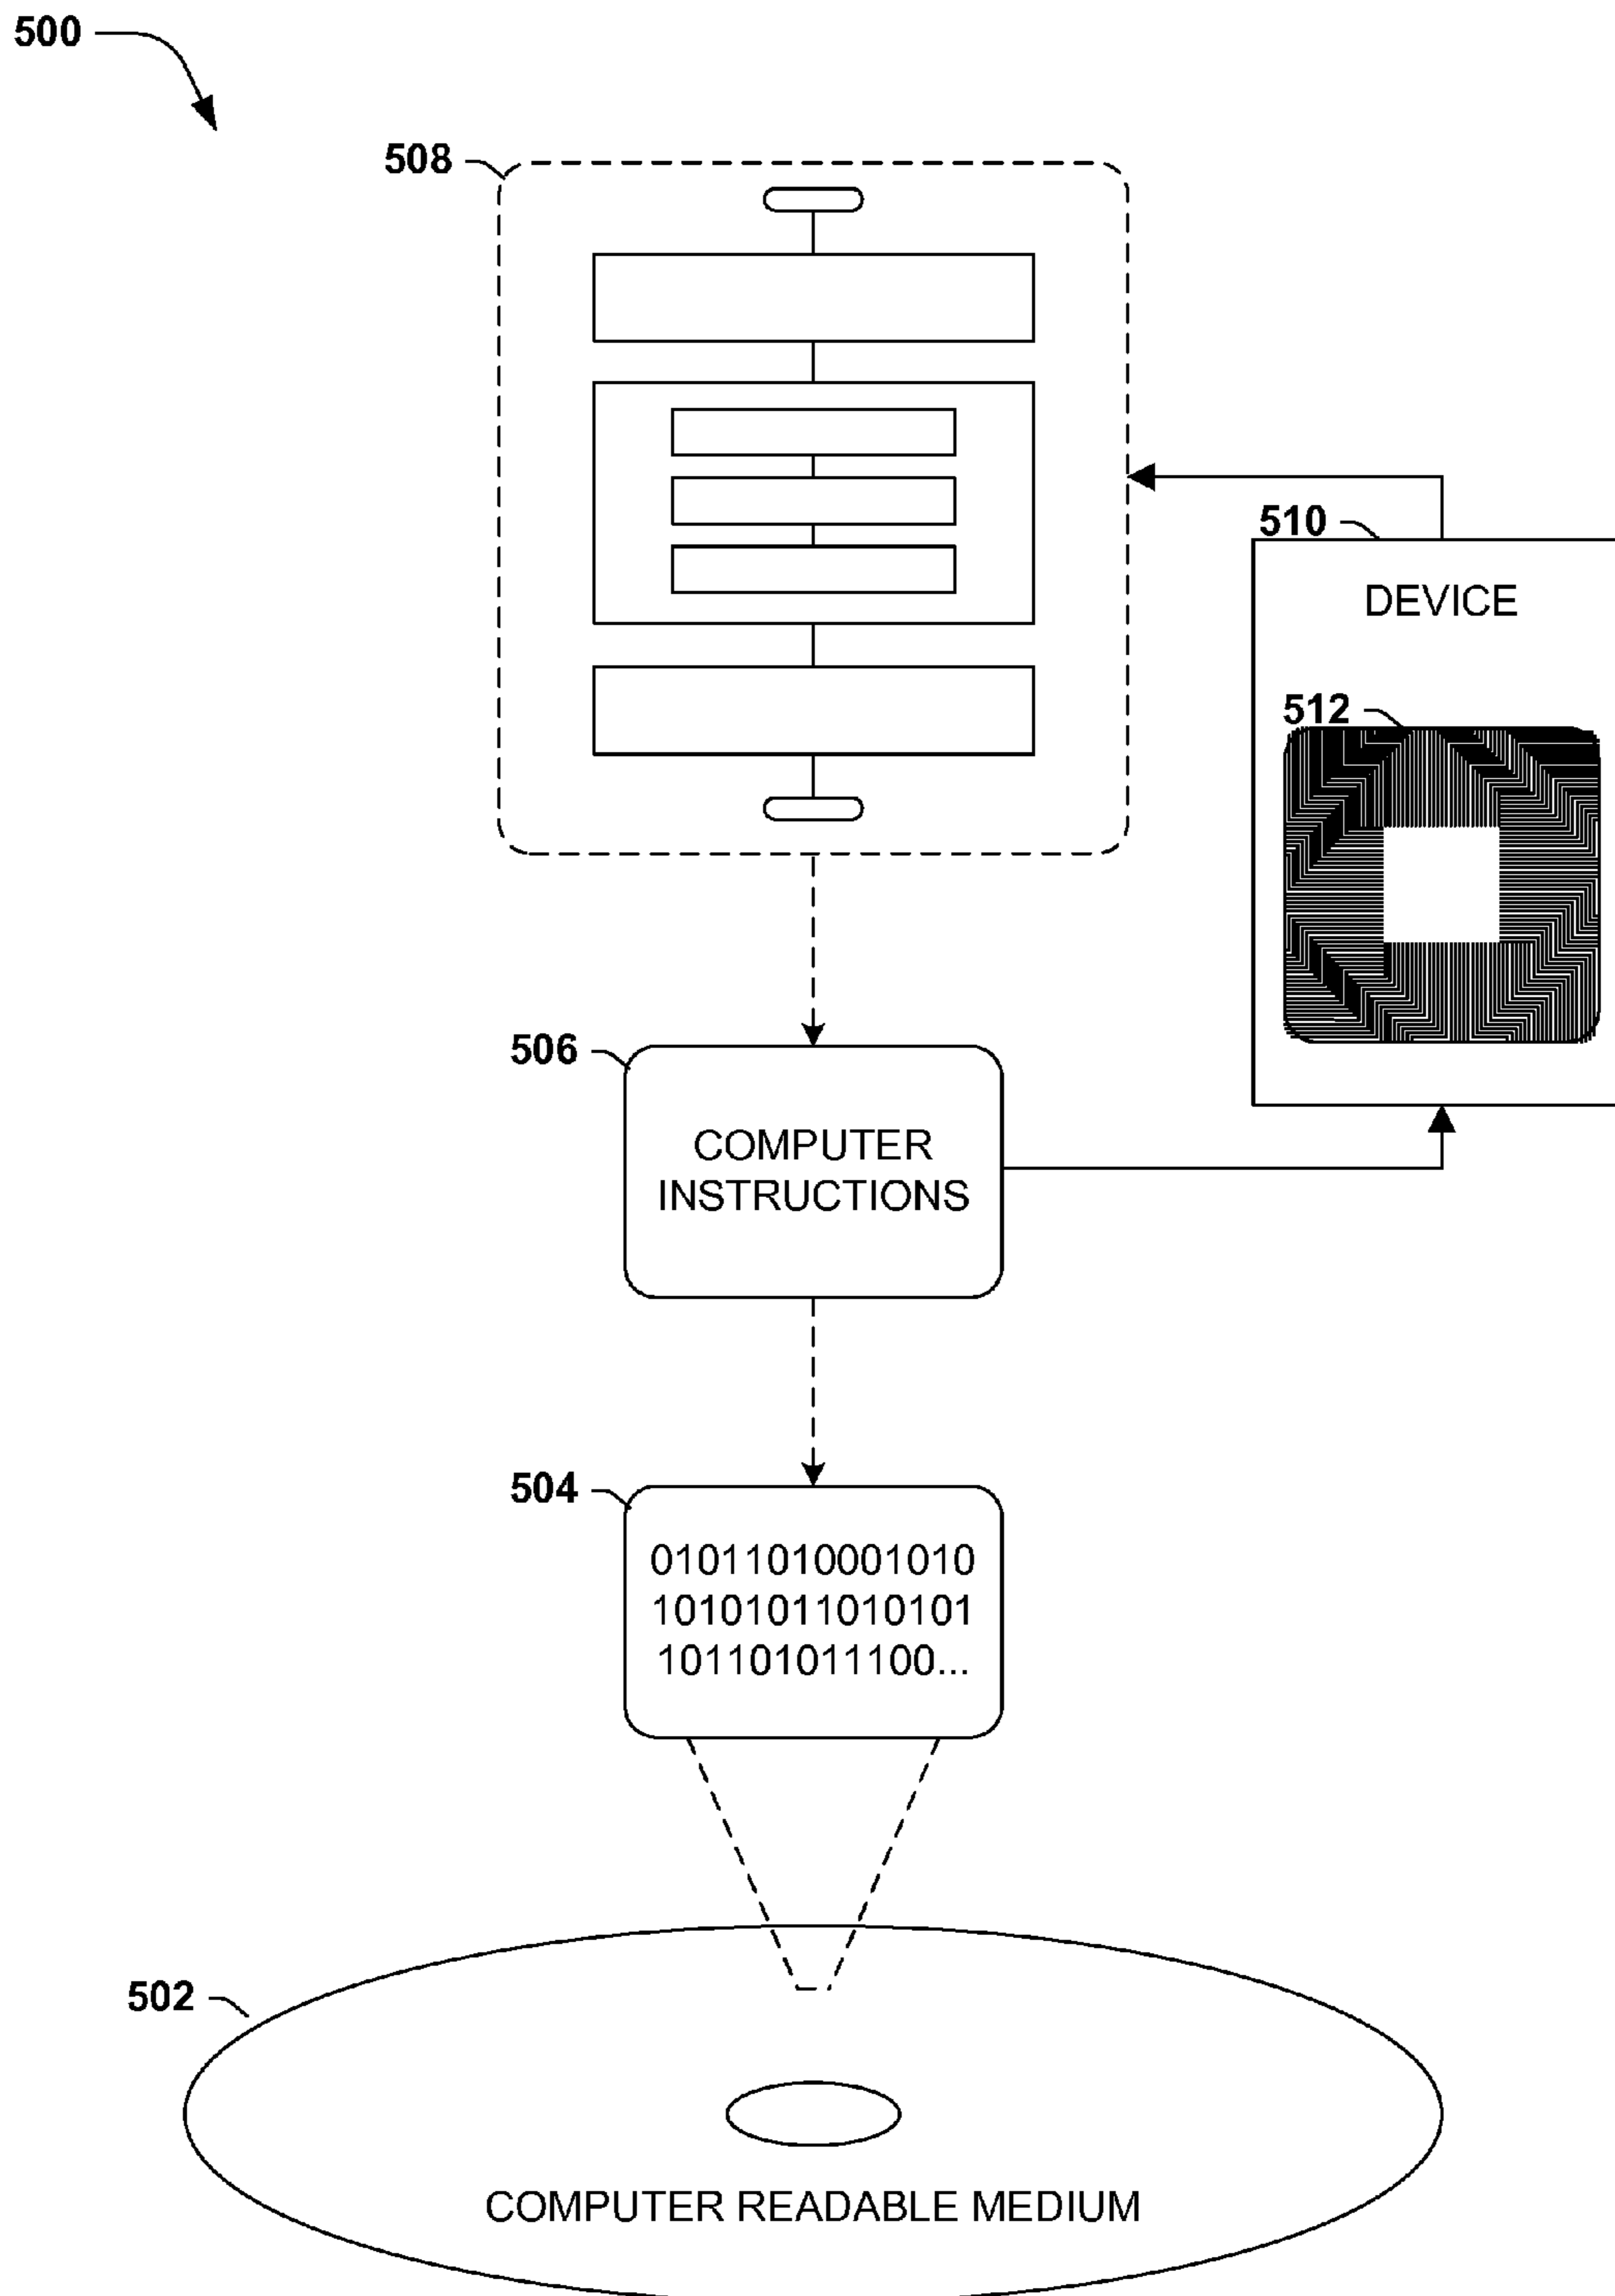 500
508
510
DEVICE
512
506
COMPUTER
INSTRUCTIONS
504
01011010001010
10101011010101
101101011100...
502
COMPUTER READABLE MEDIUM